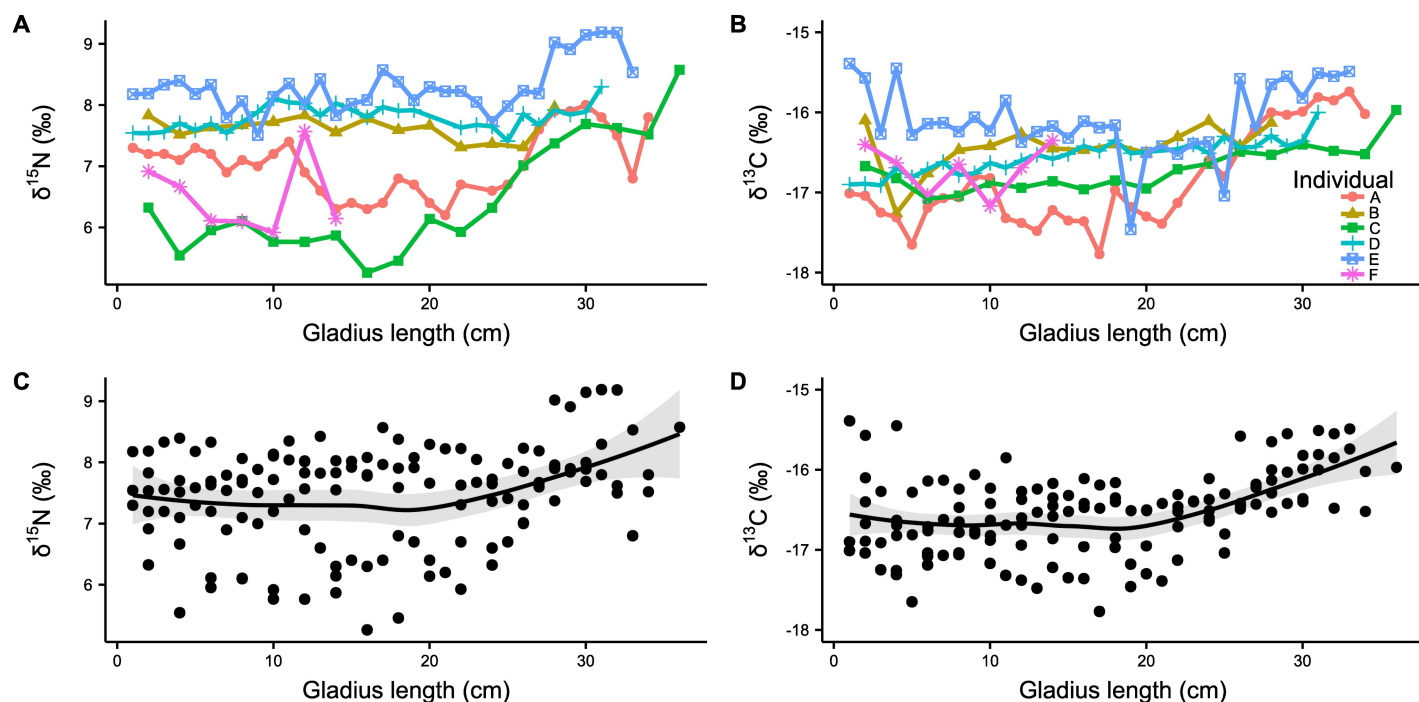 A
B
δ15N (‰)
9
8
7
6
0
10
20
30
Gladius length (cm)
δ13C (‰)
-15
-16
-17
-18
0
10
20
30
Gladius length (cm)
Individual
A
B
C
D
E
F
C
D
δ15N (‰)
9
8
7
6
0
10
20
30
Gladius length (cm)
δ13C (‰)
-15
-16
-17
-18
0
10
20
30
Gladius length (cm)